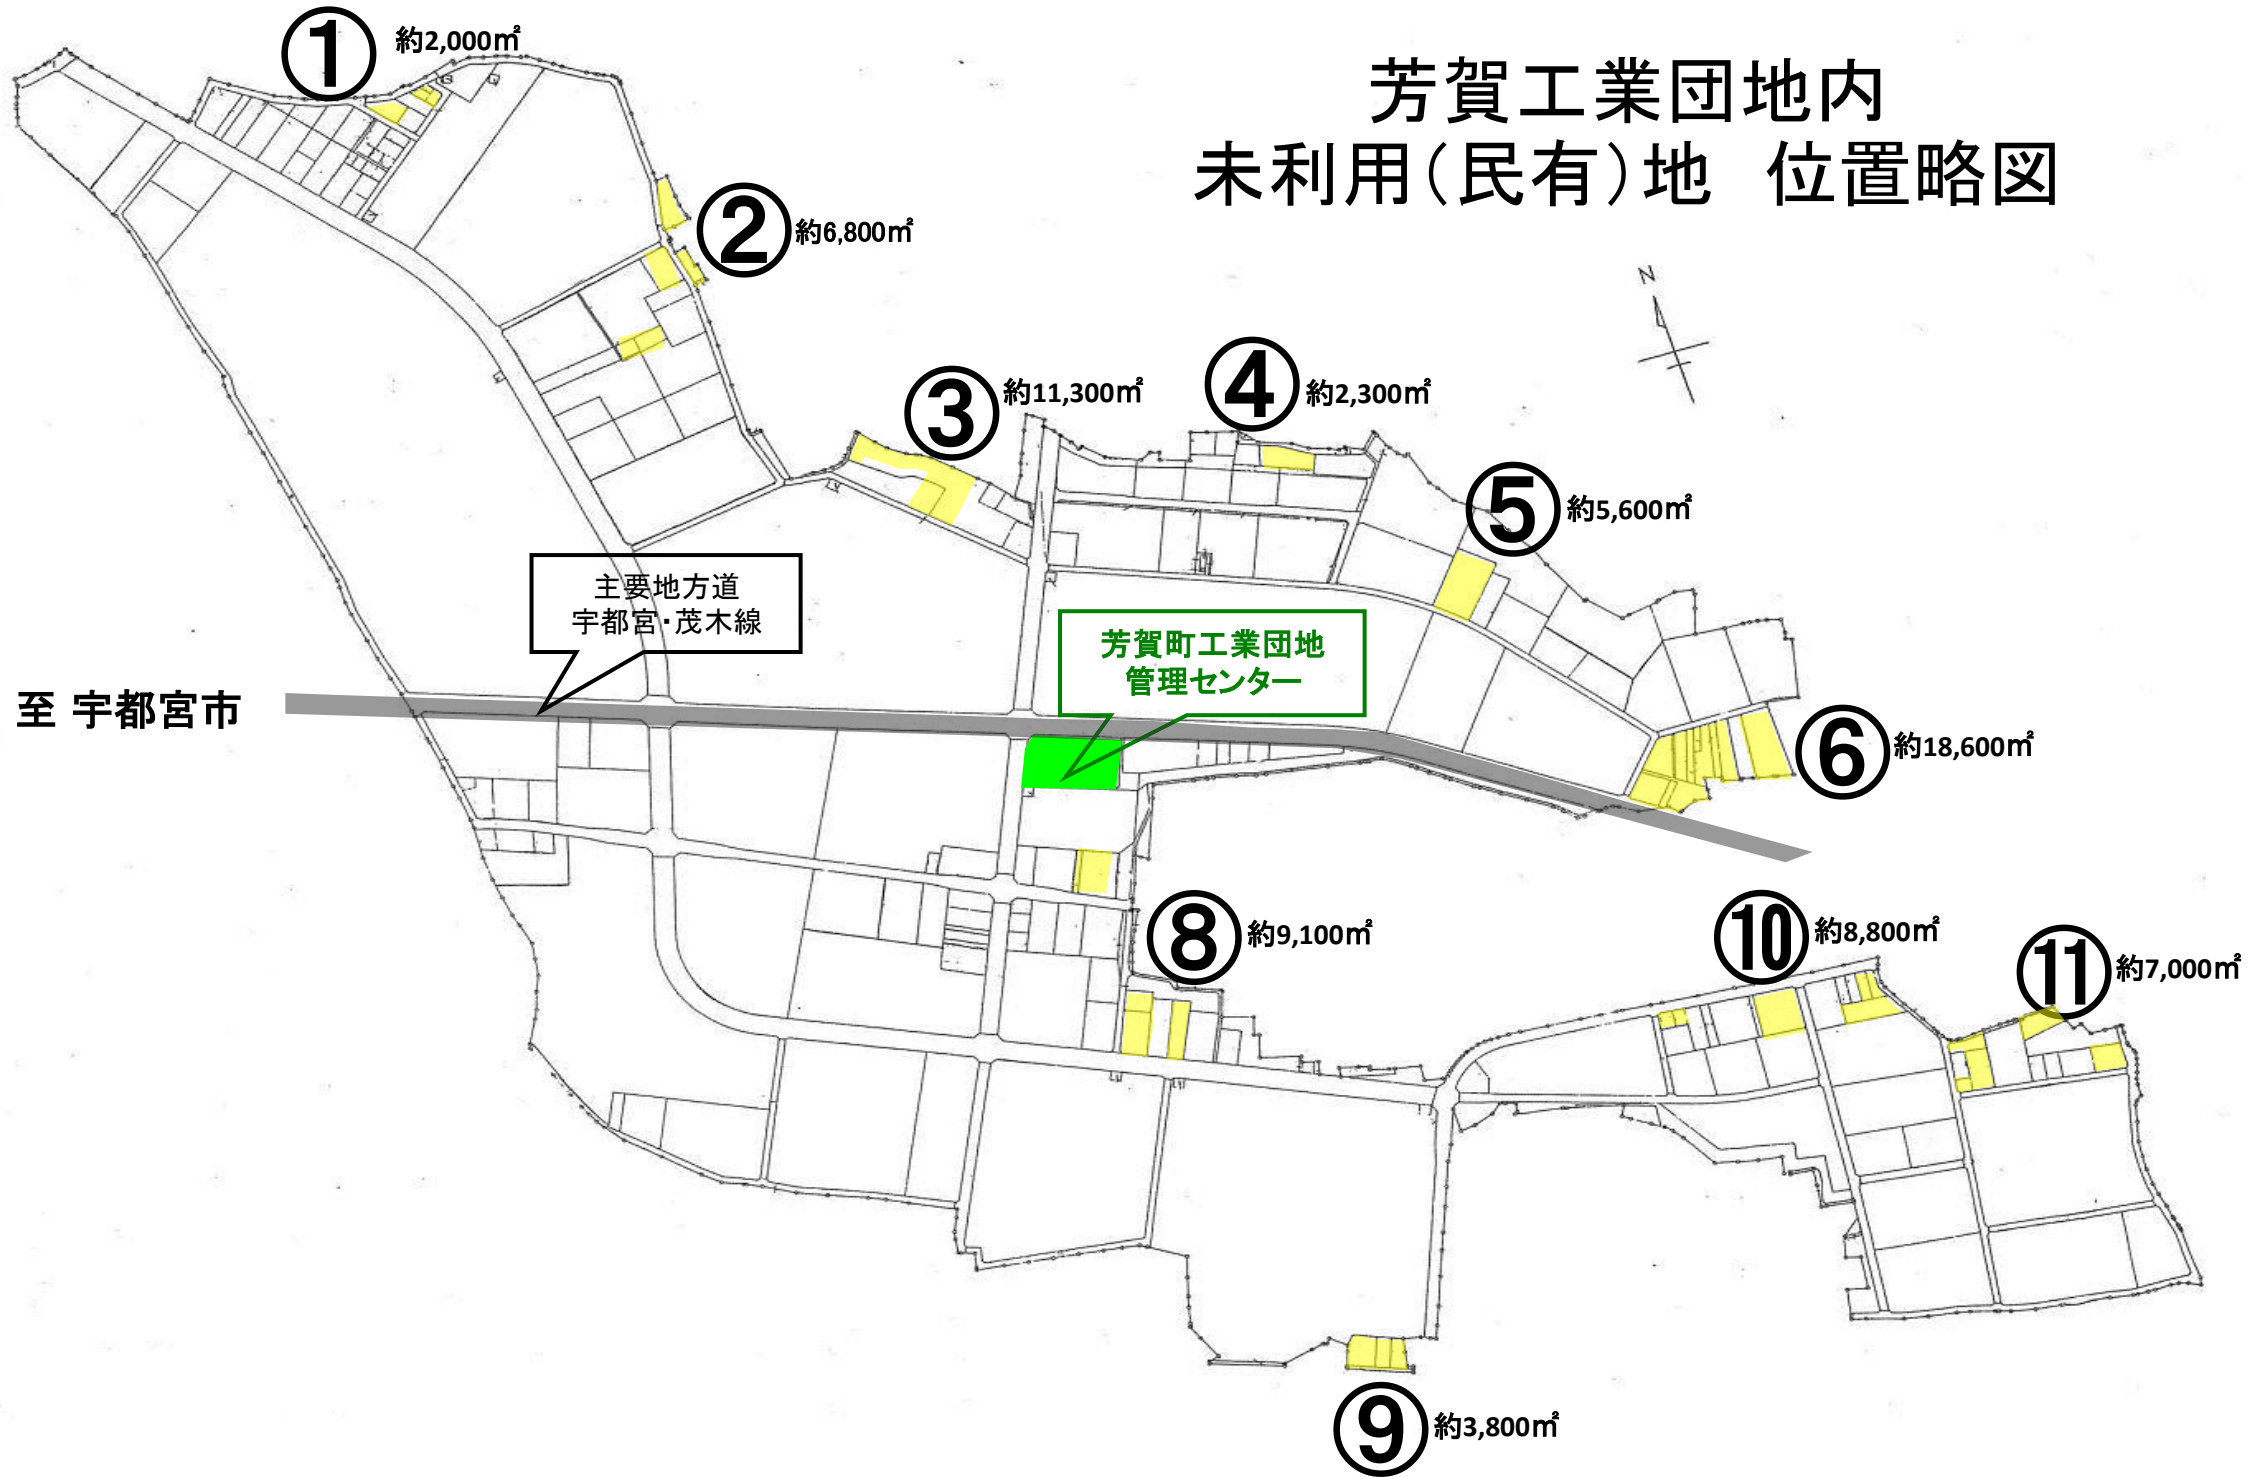 芳賀工業団地内
未利用(民有)地 位置略図
① 約2,000㎡
② 約6,800㎡
N
③ 約11,300㎡
④ 約2,300㎡
⑤ 約5,600㎡
主要地方道
宇都宮・茂木線
芳賀町工業団地
管理センター
至 宇都宮市
⑥ 約18,600㎡
⑧ 約9,100㎡
⑩ 約8,800㎡
⑪ 約7,000㎡
⑨ 約3,800㎡